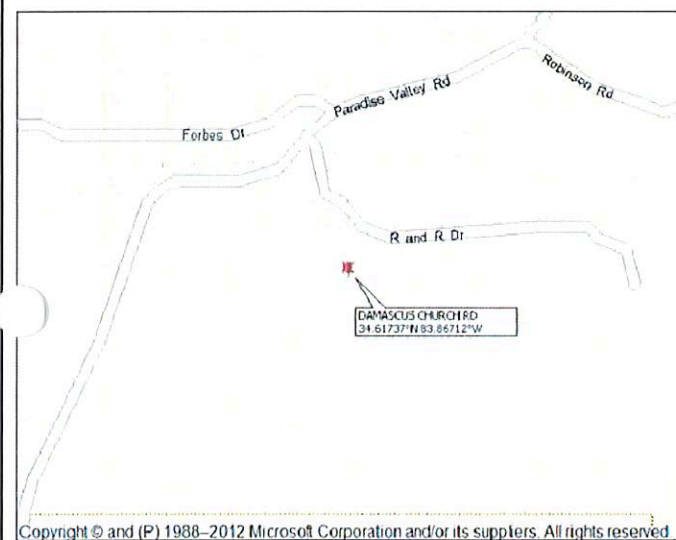 Robinson Rd
Paradise Valley Rd
Forbes Dr
R and R Dr
DAMASCUS CHURCH RD
34.61737°N 83.86712°W
Copyright © and (P) 1988–2012 Microsoft Corporation and/or its suppliers. All rights reserved